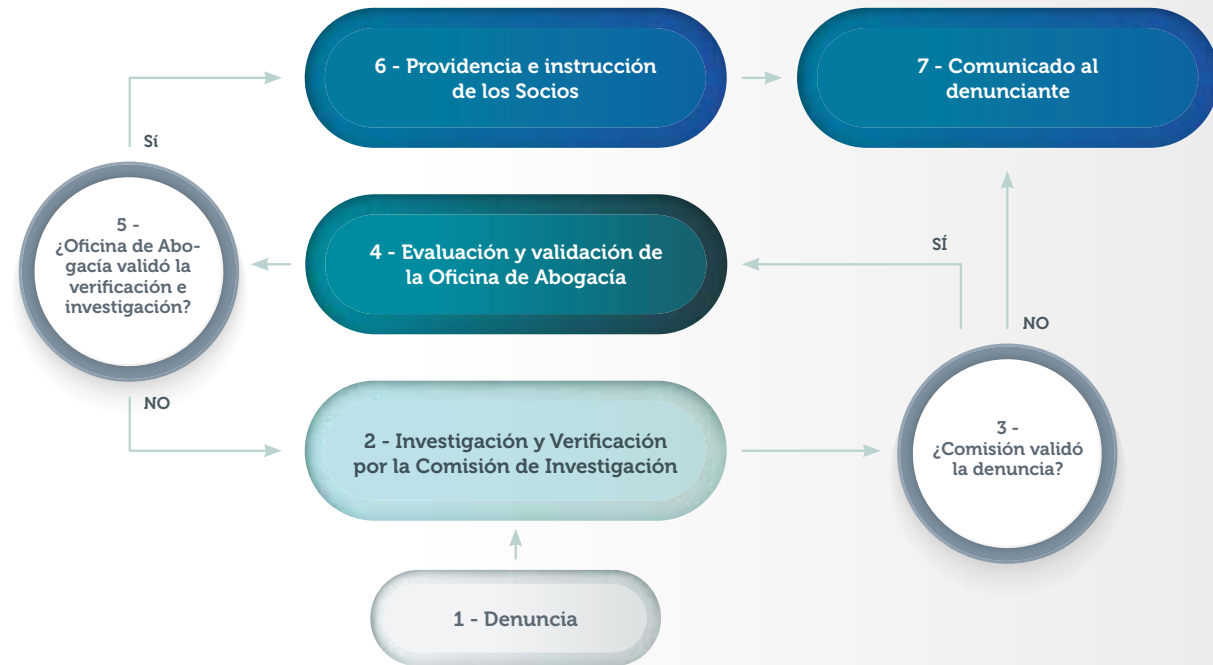 6 - Providencia e instrucción
de los Socios
7 - Comunicado al
denunciante
Sí
5 -
¿Oficina de Abo-
gacía validó la
verificación e
investigación?
4 - Evaluación y validación de
la Oficina de Abogacía
SÍ
NO
NO
2 - Investigación y Verificación
por la Comisión de Investigación
3 -
¿Comisión validó
la denuncia?
1 - Denuncia